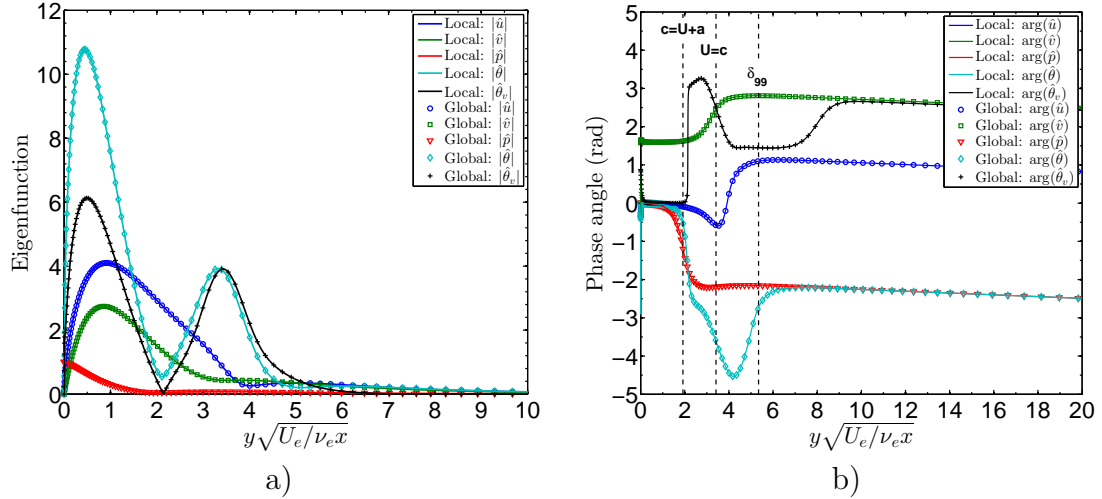 12
10
8
6
4
2
0
Eigenfunction
0 1 2 3 4 5 6 7 8 9 10
y√U_e/ν_e x
Local: |û|
Local: |v̂|
Local: |p̂|
Local: |θ̂|
Local: |θ̂_v|
Global: |û|
Global: |v̂|
Global: |p̂|
Global: |θ̂|
Global: |θ̂_v|
a)
5
4
3
2
1
0
−1
−2
−3
−4
−5
Phase angle (rad)
c=U+a
U=c
δ_99
0 2 4 6 8 10 12 14 16 18 20
y√U_e/ν_e x
Local: arg(û)
Local: arg(v̂)
Local: arg(p̂)
Local: arg(θ̂)
Local: arg(θ̂_v)
Global: arg(û)
Global: arg(v̂)
Global: arg(p̂)
Global: arg(θ̂)
Global: arg(θ̂_v)
b)